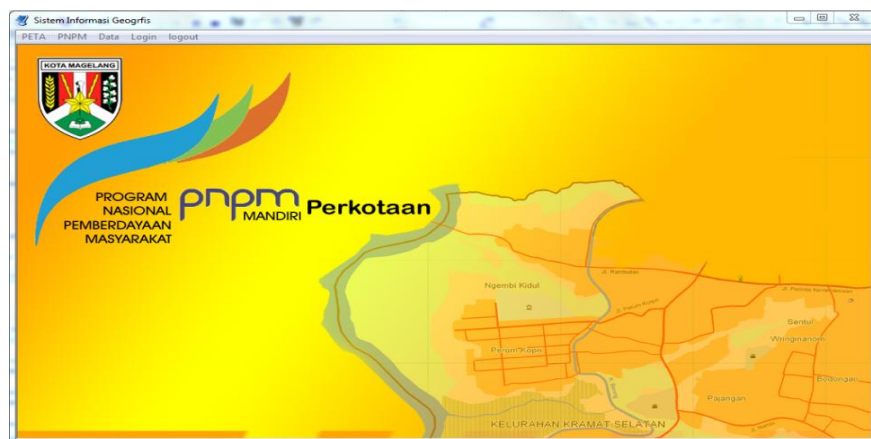 Sistem Informasi Geogrfis
PETA PNPM Data Login logout
KOTA MAGELANG
PROGRAM
NASIONAL
PEMBERDAYAAN
MASYARAKAT
pnpm
MANDIRI
Perkotaan
Ngembi Kidul
Perum Kopri
Sentul
Wringinanom
Pajangan
KELURAHAN KRAMAT SELATAN